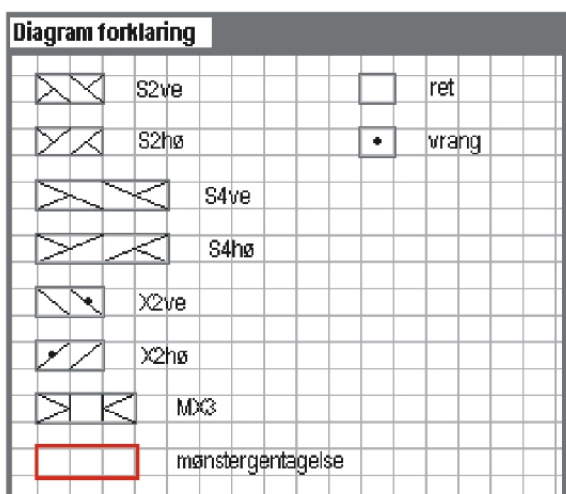 Diagram forklaring
S2ve
ret
S2hø
vrang
S4ve
S4hø
X2ve
X2hø
MX3
mønstergentagelse